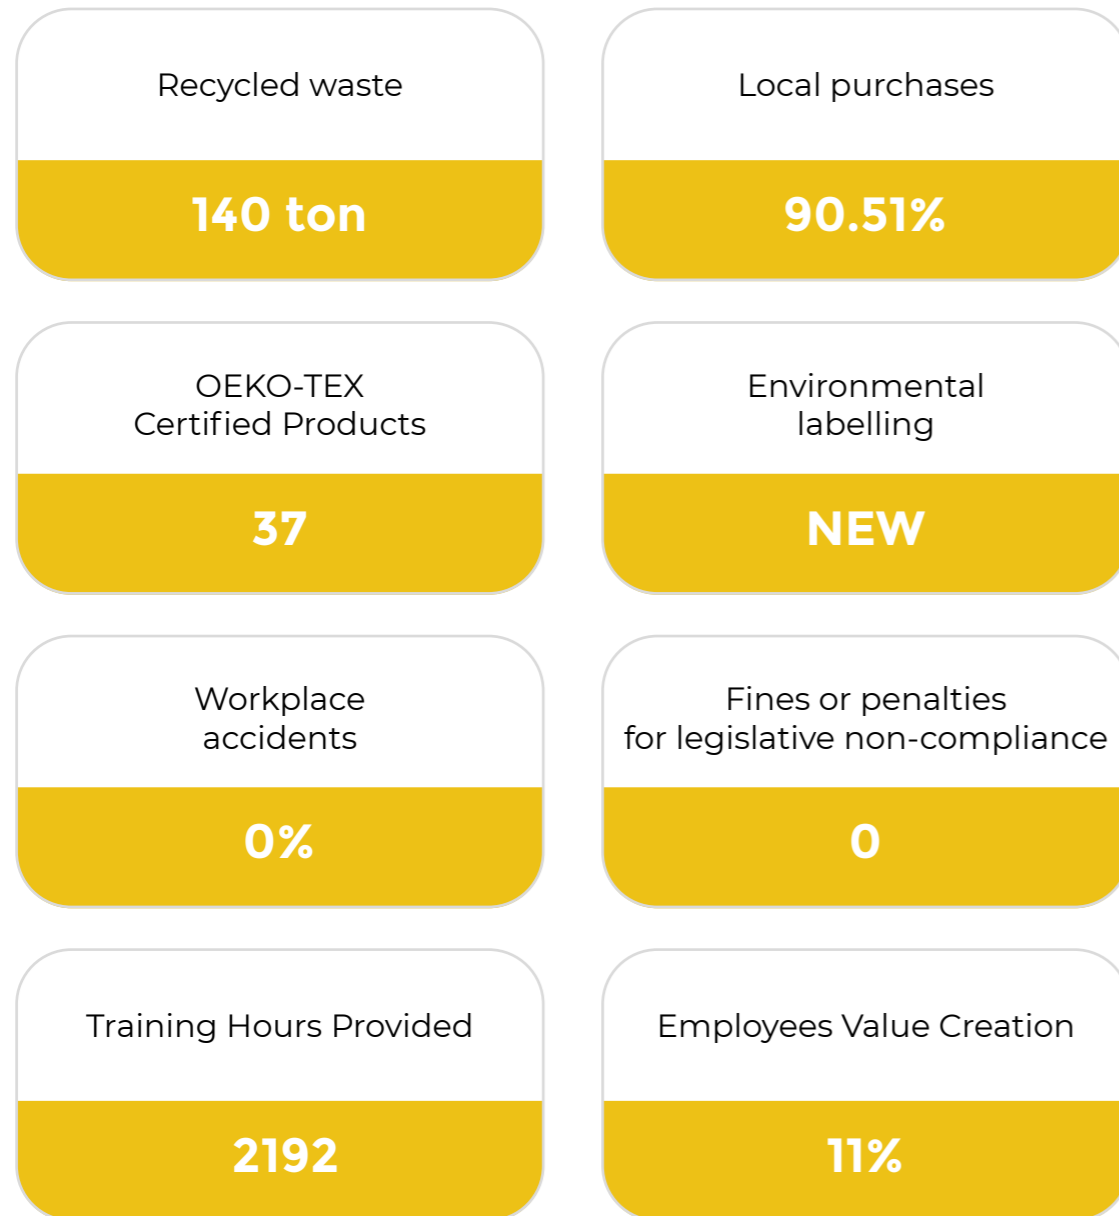 Recycled waste
140 ton
Local purchases
90.51%
OEKO-TEX
Certified Products
37
Environmental
labelling
NEW
Workplace
accidents
0%
Fines or penalties
for legislative non-compliance
0
Training Hours Provided
2192
Employees Value Creation
11%